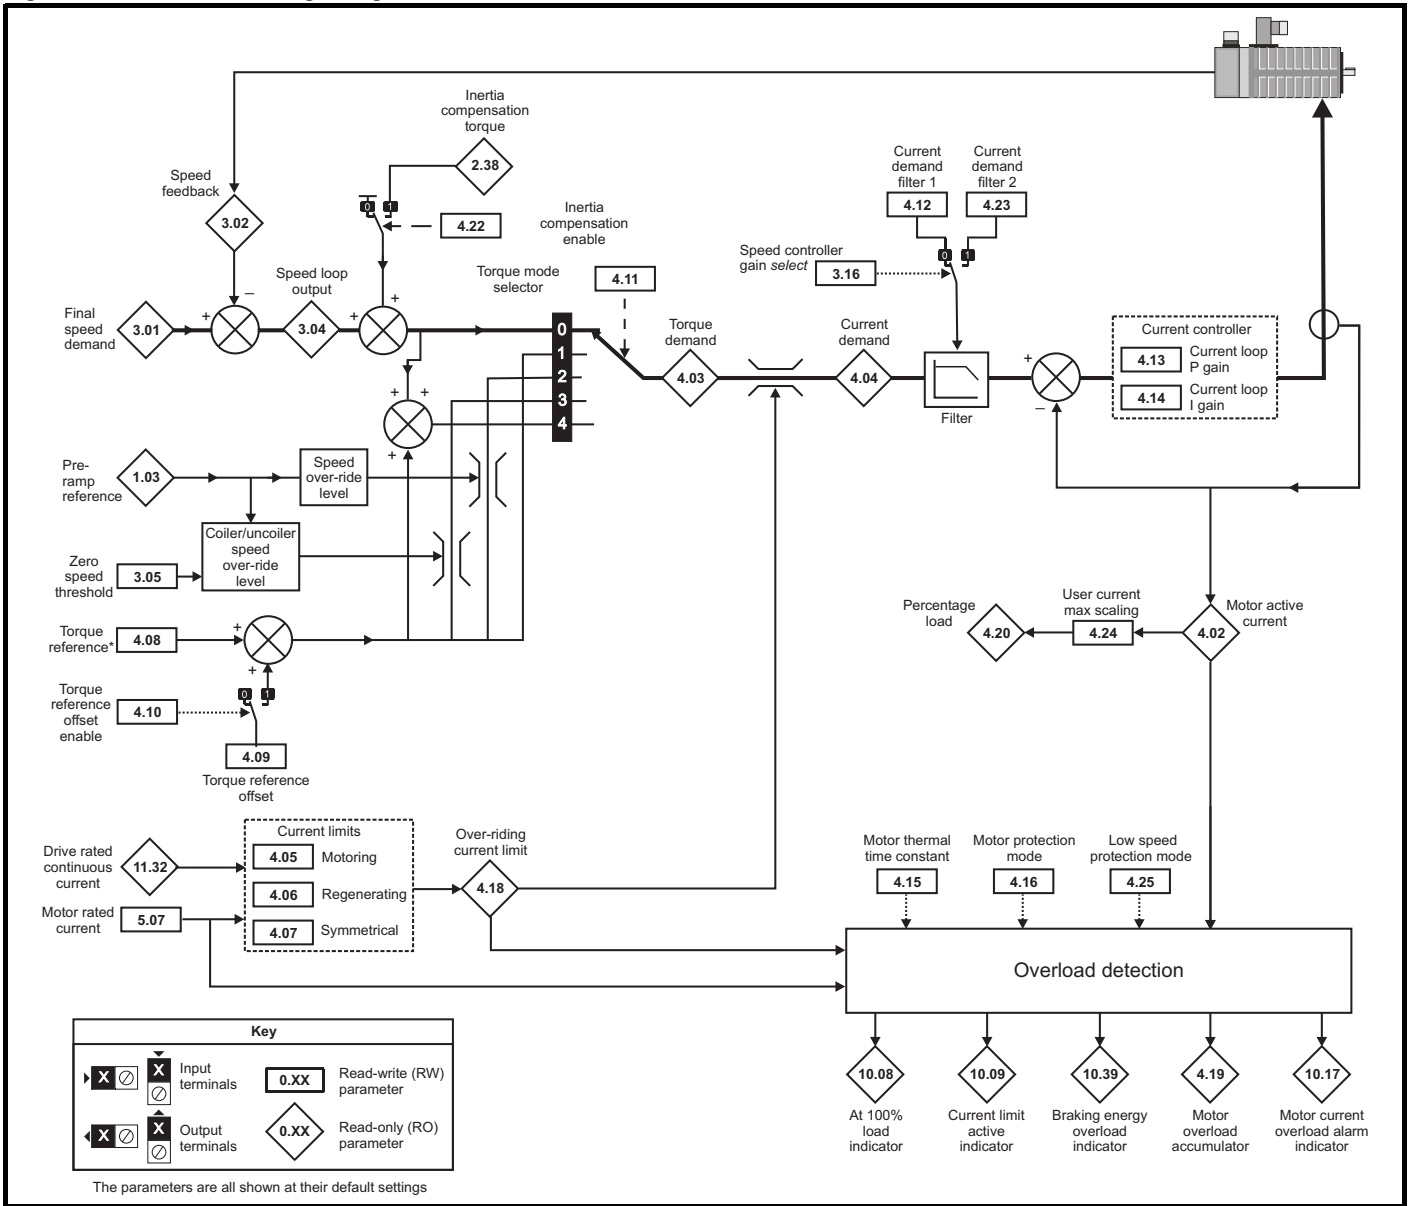 Inertia
compensation
torque
2.38
Speed
feedback
3.02
0 1
4.22
Inertia
compensation
enable
Current
demand
filter 1
4.12
Current
demand
filter 2
4.23
0 1
Speed controller
gain select
3.16
Final
speed
demand
3.01
+
–
Speed loop
output
3.04
+
+
Torque mode
selector
4.11
0
1
2
3
4
Torque
demand
4.03
Current
demand
4.04
Filter
+
–
Current controller
4.13
Current loop
P gain
4.14
Current loop
I gain
+ +
+
Pre-
ramp
reference
1.03
Speed
over-ride
level
Coiler/uncoiler
speed
over-ride
level
Zero
speed
threshold
3.05
Torque
reference*
4.08
+
+
Torque
reference
offset
enable
4.10
0 1
4.09
Torque reference
offset
Percentage
load
4.20
User current
max scaling
4.24
4.02
Motor active
current
Drive rated
continuous
current
11.32
Motor rated
current
5.07
Current limits
4.05 Motoring
4.06 Regenerating
4.07 Symmetrical
Over-riding
current limit
4.18
Motor thermal
time constant
4.15
Motor protection
mode
4.16
Low speed
protection mode
4.25
Overload detection
10.08
At 100%
load
indicator
10.09
Current limit
active
indicator
10.39
Braking energy
overload
indicator
4.19
Motor
overload
accumulator
10.17
Motor current
overload alarm
indicator
Key
X X
Input
terminals
0.XX
Read-write (RW)
parameter
X X
Output
terminals
0.XX
Read-only (RO)
parameter
The parameters are all shown at their default settings